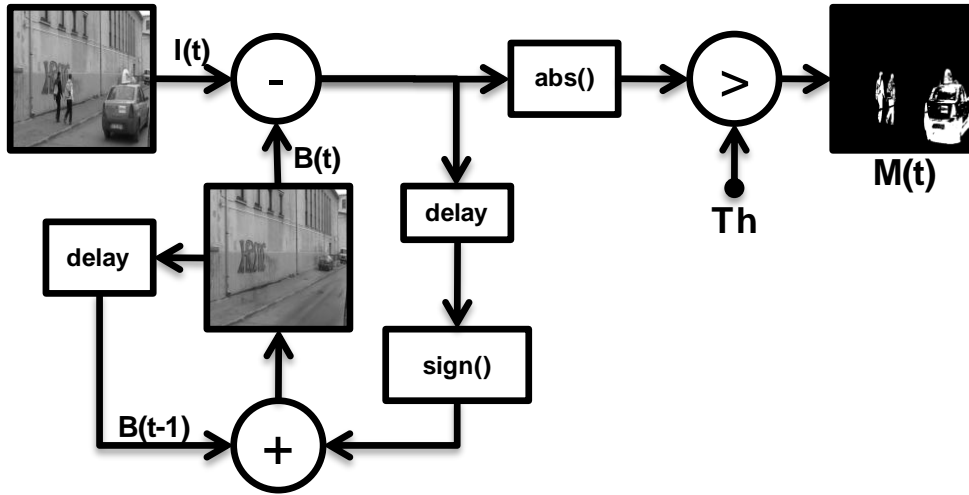 I(t)
-
abs()
>
M(t)
B(t)
Th
delay
delay
sign()
B(t-1)
+